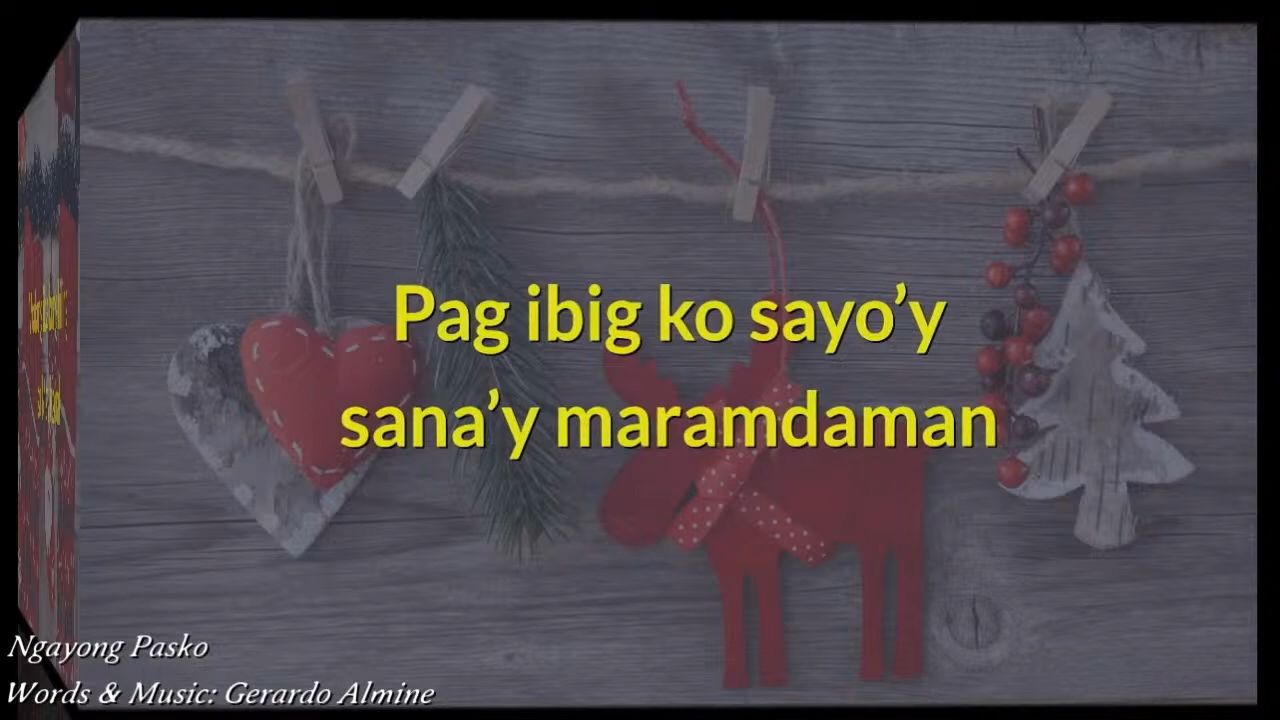 Pag ibig ko sayo’y
sana’y maramdaman
Ngayong Pasko
Words & Music: Gerardo Almine